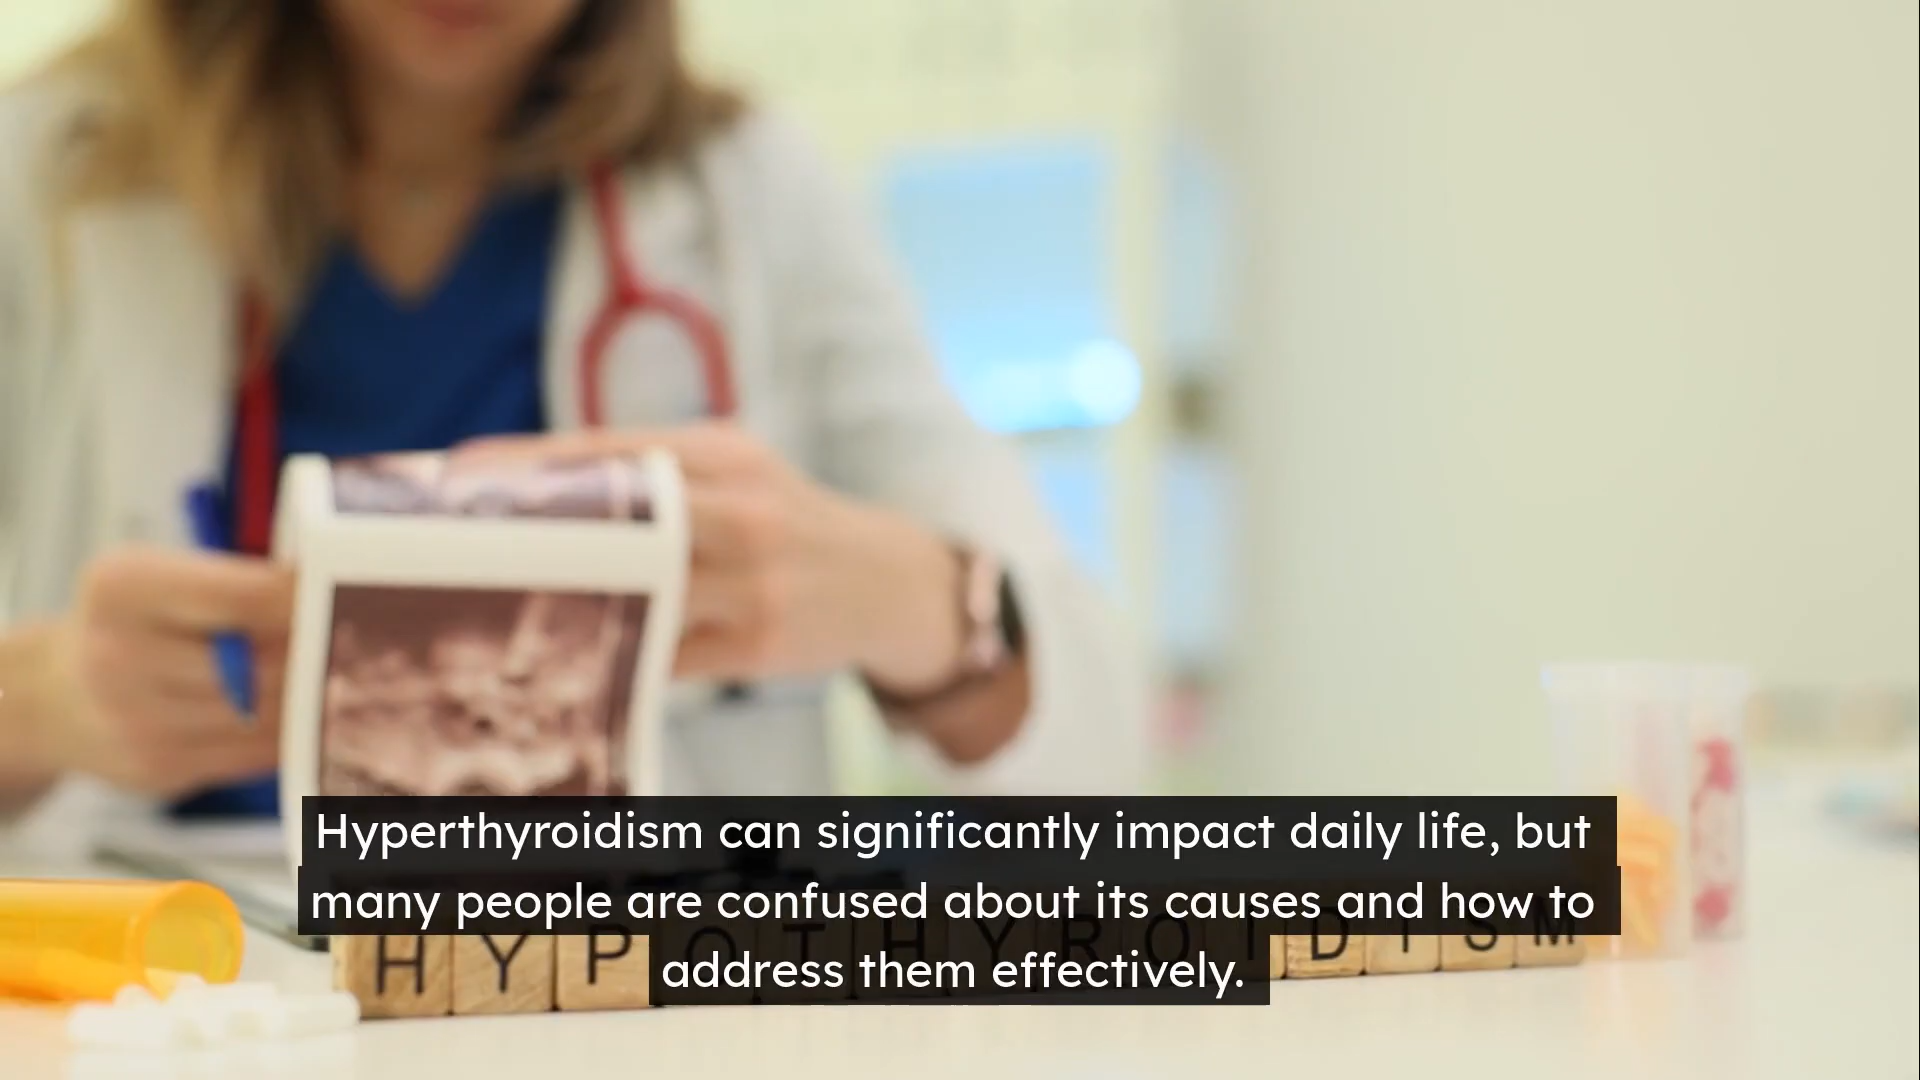 Hyperthyroidism can significantly impact daily life, but
many people are confused about its causes and how to
address them effectively.
HYPOTHYROIDISM